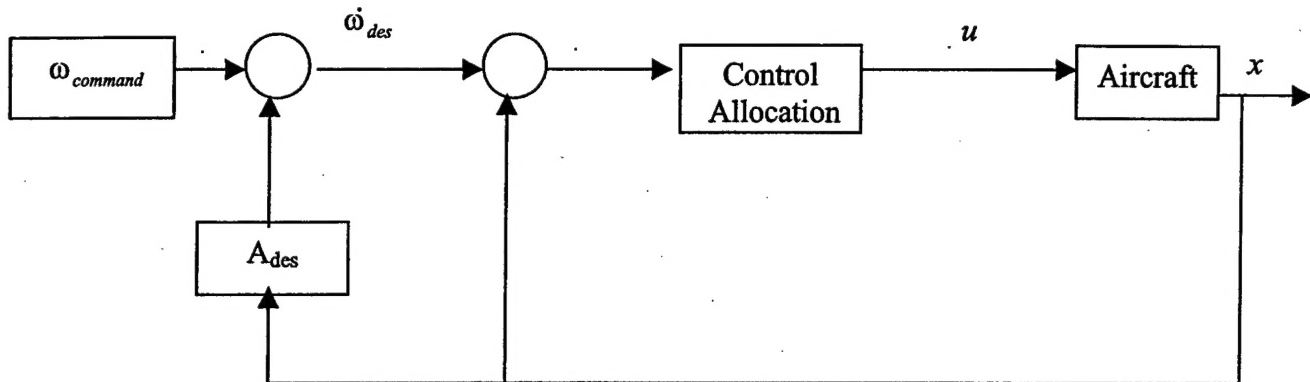 ω̇des
ωcommand
Control
Allocation
u
Aircraft
x
Ades